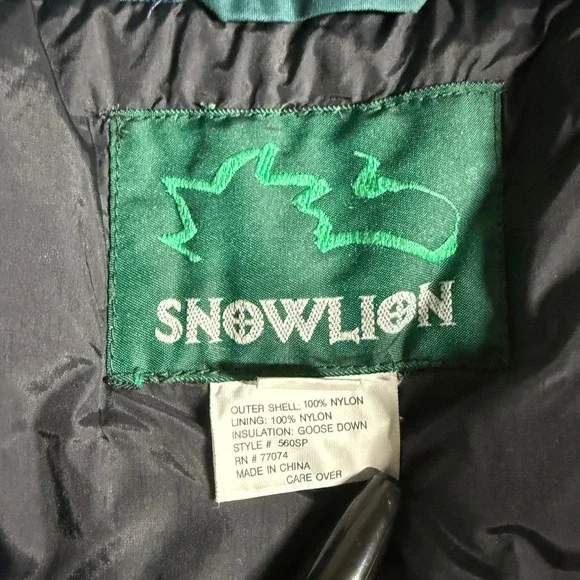 SNOWLION
OUTER SHELL: 100% NYLON
LINING: 100% NYLON
INSULATION: GOOSE DOWN
STYLE # 560SP
RN # 77074
MADE IN CHINA
CARE OVER